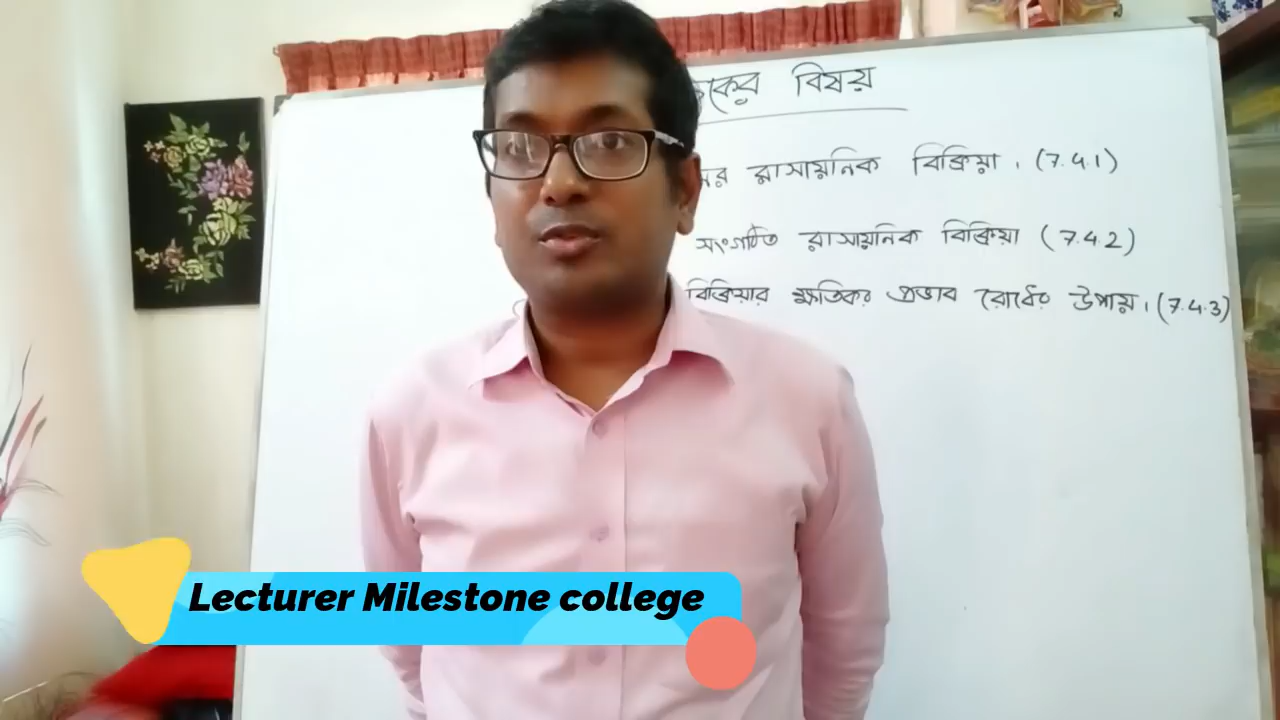 বিষয়
রাসায়নিক বিক্রিয়া। (7.4.1)
সংগঠিত রাসায়নিক বিক্রিয়া (7.4.2)
বিক্রিয়ার ক্ষতিকর প্রভাব রোধের উপায়। (7.4.3)
Lecturer Milestone college